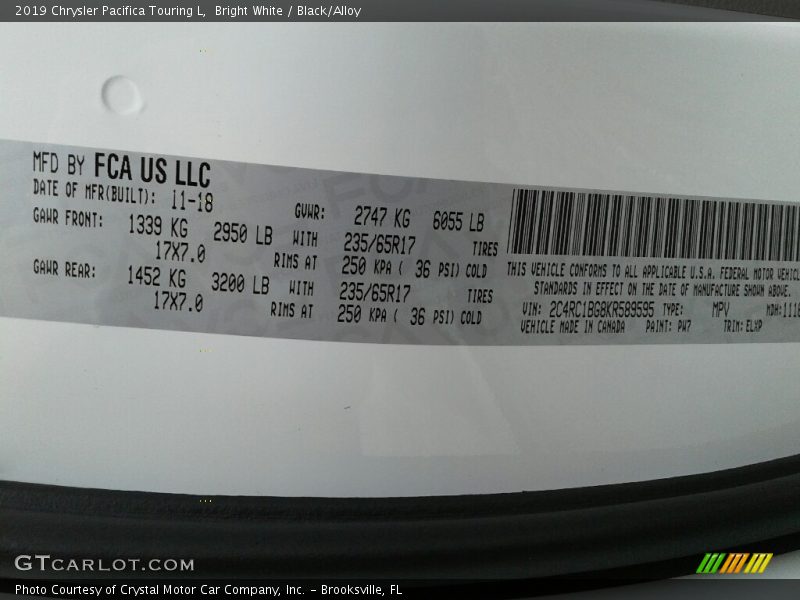 2019 Chrysler Pacifica Touring L, Bright White / Black/Alloy
MFD BY FCA US LLC
DATE OF MFR(BUILT): 11-18
GVWR: 2747 KG 6055 LB
GAWR FRONT: 1339 KG 2950 LB WITH 235/65R17 TIRES
17X7.0 RIMS AT 250 KPA ( 36 PSI) COLD
GAWR REAR: 1452 KG 3200 LB WITH 235/65R17 TIRES
17X7.0 RIMS AT 250 KPA ( 36 PSI) COLD
THIS VEHICLE CONFORMS TO ALL APPLICABLE U.S.A. FEDERAL MOTOR VEHICL
STANDARDS IN EFFECT ON THE DATE OF MANUFACTURE SHOWN ABOVE.
VIN: 2C4RC1BG8KR589595 TYPE: MPV MDH:1118
VEHICLE MADE IN CANADA PAINT: PW7 TRIM: ELXP
GTCARLOT.COM
Photo Courtesy of Crystal Motor Car Company, Inc. – Brooksville, FL